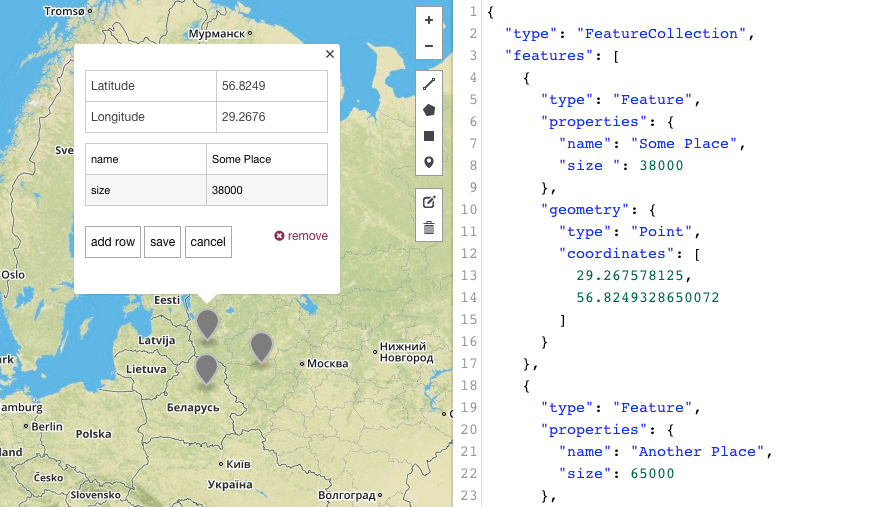 Tromsø
Мурманск
+
−
×
Latitude 56.8249
Longitude 29.2676
Sve
name Some Place
size 38000
add row save cancel remove
Oslo
Eesti
Latvija
Lietuva
Москва
Нижний
Новгород
rk
Беларусь
amburg
Berlin
Polska
land
Česko
Київ
Slovensko
Україна
Волгоград
1 {
2 "type": "FeatureCollection",
3 "features": [
4 {
5 "type": "Feature",
6 "properties": {
7 "name": "Some Place",
8 "size ": 38000
9 },
10 "geometry": {
11 "type": "Point",
12 "coordinates": [
13 29.267578125,
14 56.8249328650072
15 ]
16 }
17 },
18 {
19 "type": "Feature",
20 "properties": {
21 "name": "Another Place",
22 "size": 65000
23 },